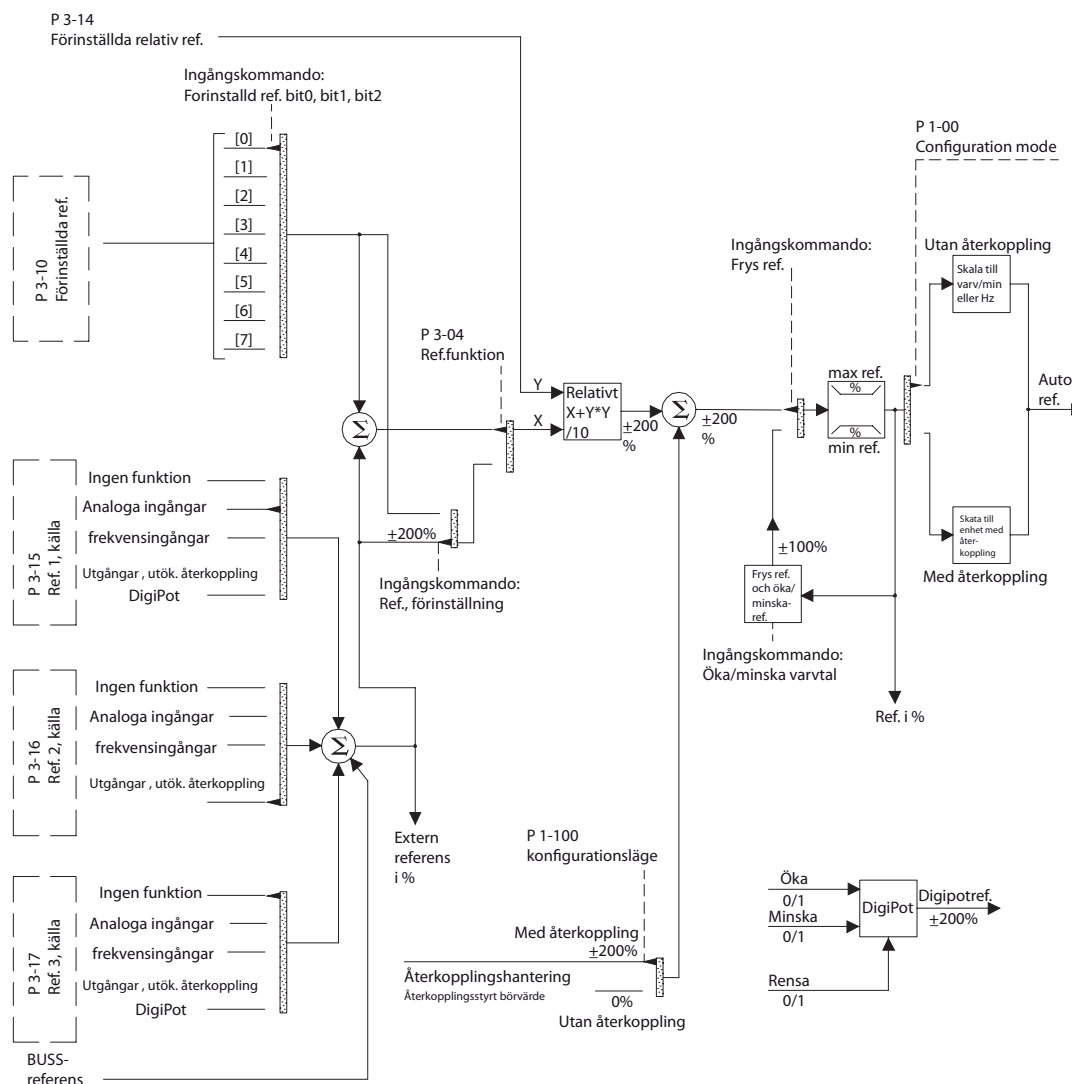 P 3-14
Förinställda relativ ref.
Ingångskommando:
Forinstalld ref. bit0, bit1, bit2
P 1-00
Configuration mode
[0]
[1]
[2]
[3]
[4]
[5]
[6]
[7]
P 3-10
Förinställda ref.
Ingångskommando:
Frys ref.
Utan återkoppling
Skala till
varv/min
eller Hz
P 3-04
Ref.funktion
max ref.
%
%
min ref.
Auto
ref.
Y
X
Relativt
X+Y*Y
/10
±200
%
Σ
±200
%
Σ
Skata till
enhet med
åter-
koppling
Med återkoppling
P 3-15
Ref. 1, källa
Ingen funktion
Analoga ingångar
frekvensingångar
Utgångar , utök. återkoppling
DigiPot
±200%
Ingångskommando:
Ref., förinställning
±100%
Frys ref.
och öka/
minska-
ref.
Ingångskommando:
Öka/minska varvtal
Ref. i %
P 3-16
Ref. 2, källa
Ingen funktion
Analoga ingångar
frekvensingångar
Utgångar , utök. återkoppling
Σ
Extern
referens
i %
P 1-100
konfigurationsläge
P 3-17
Ref. 3, källa
Ingen funktion
Analoga ingångar
frekvensingångar
Utgångar , utök. återkoppling
DigiPot
Med återkoppling
±200%
Återkopplingshantering
Återkopplingsstyrt börvärde
0%
Utan återkoppling
Öka
0/1
Minska
0/1
Rensa
0/1
DigiPot
Digipotref.
±200%
BUSS-
referens